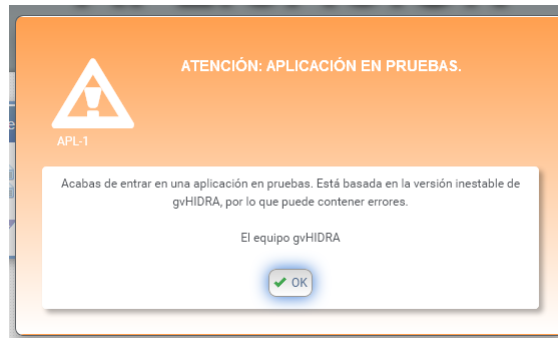 ATENCIÓN: APLICACIÓN EN PRUEBAS.
APL-1
Acabas de entrar en una aplicación en pruebas. Está basada en la versión inestable de
gvHIDRA, por lo que puede contener errores.
El equipo gvHIDRA
OK